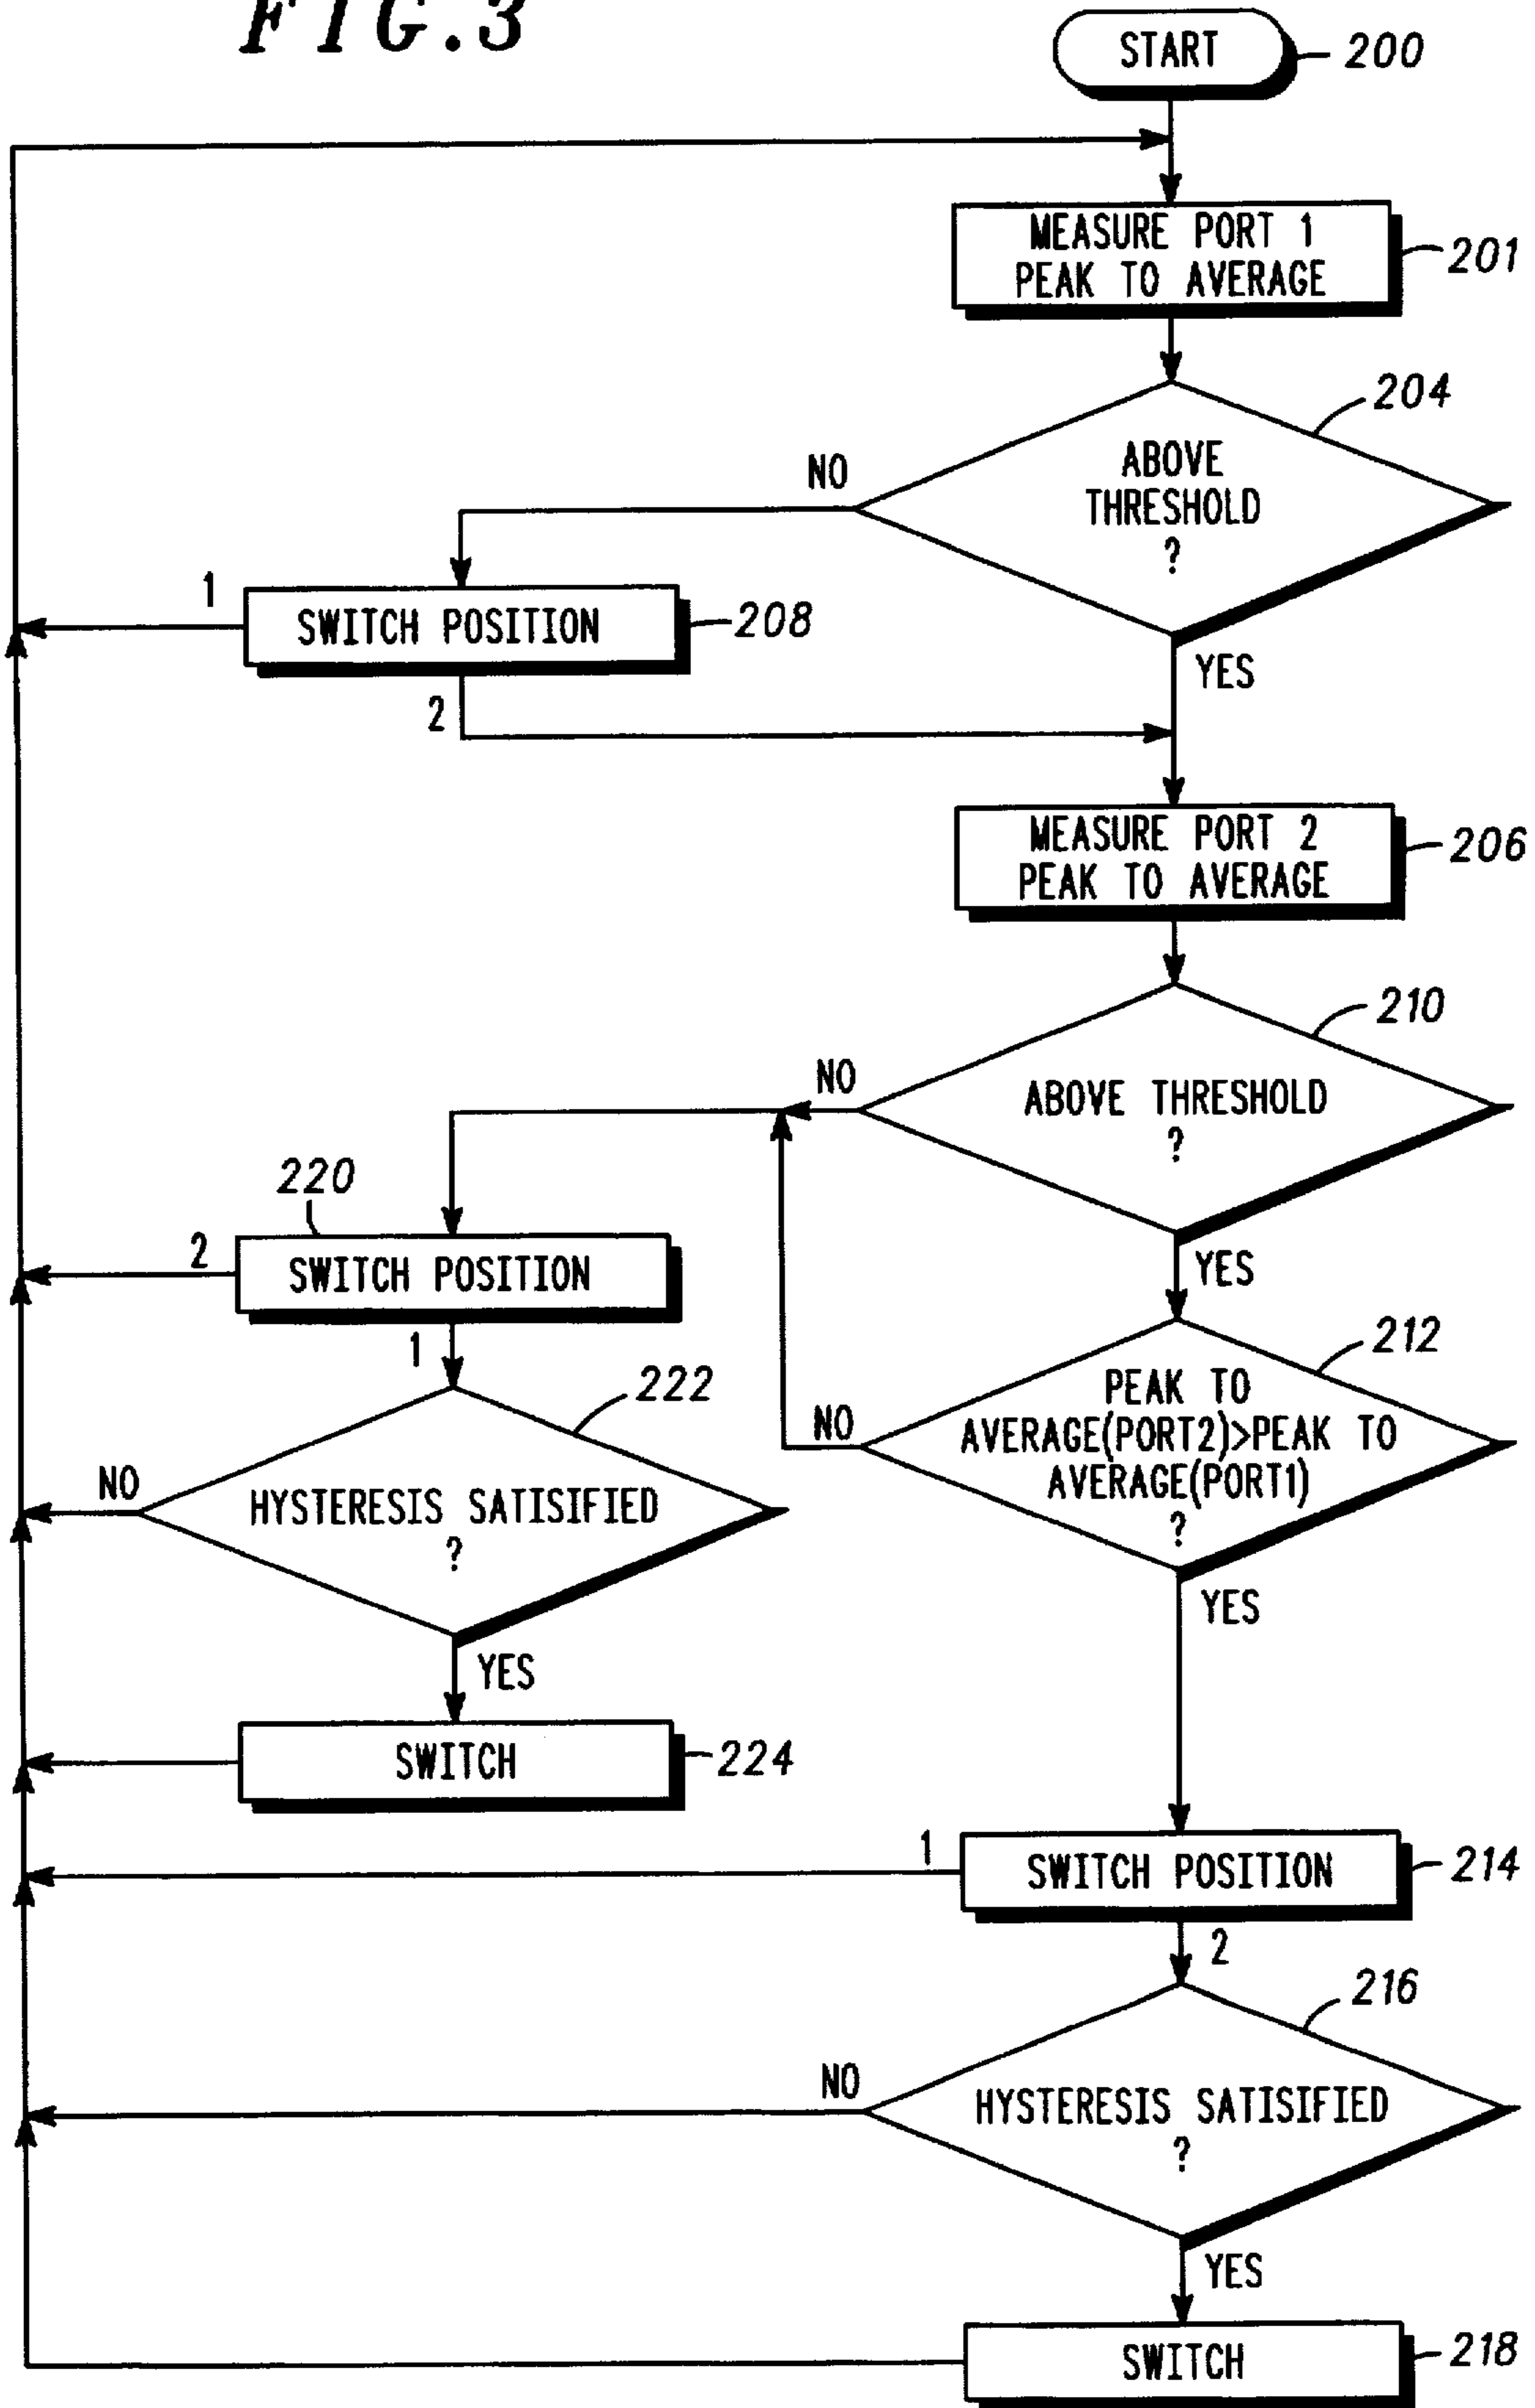 FIG.3
START
200
MEASURE PORT 1
PEAK TO AVERAGE
201
204
ABOVE
THRESHOLD
?
NO
1
SWITCH POSITION
208
YES
2
MEASURE PORT 2
PEAK TO AVERAGE
206
210
NO
ABOVE THRESHOLD
?
220
2
SWITCH POSITION
YES
1
212
222
PEAK TO
AVERAGE(PORT2)>PEAK TO
AVERAGE(PORT1)
?
NO
NO
HYSTERESIS SATISIFIED
?
YES
YES
SWITCH
224
1
SWITCH POSITION
214
2
216
NO
HYSTERESIS SATISIFIED
?
YES
SWITCH
218